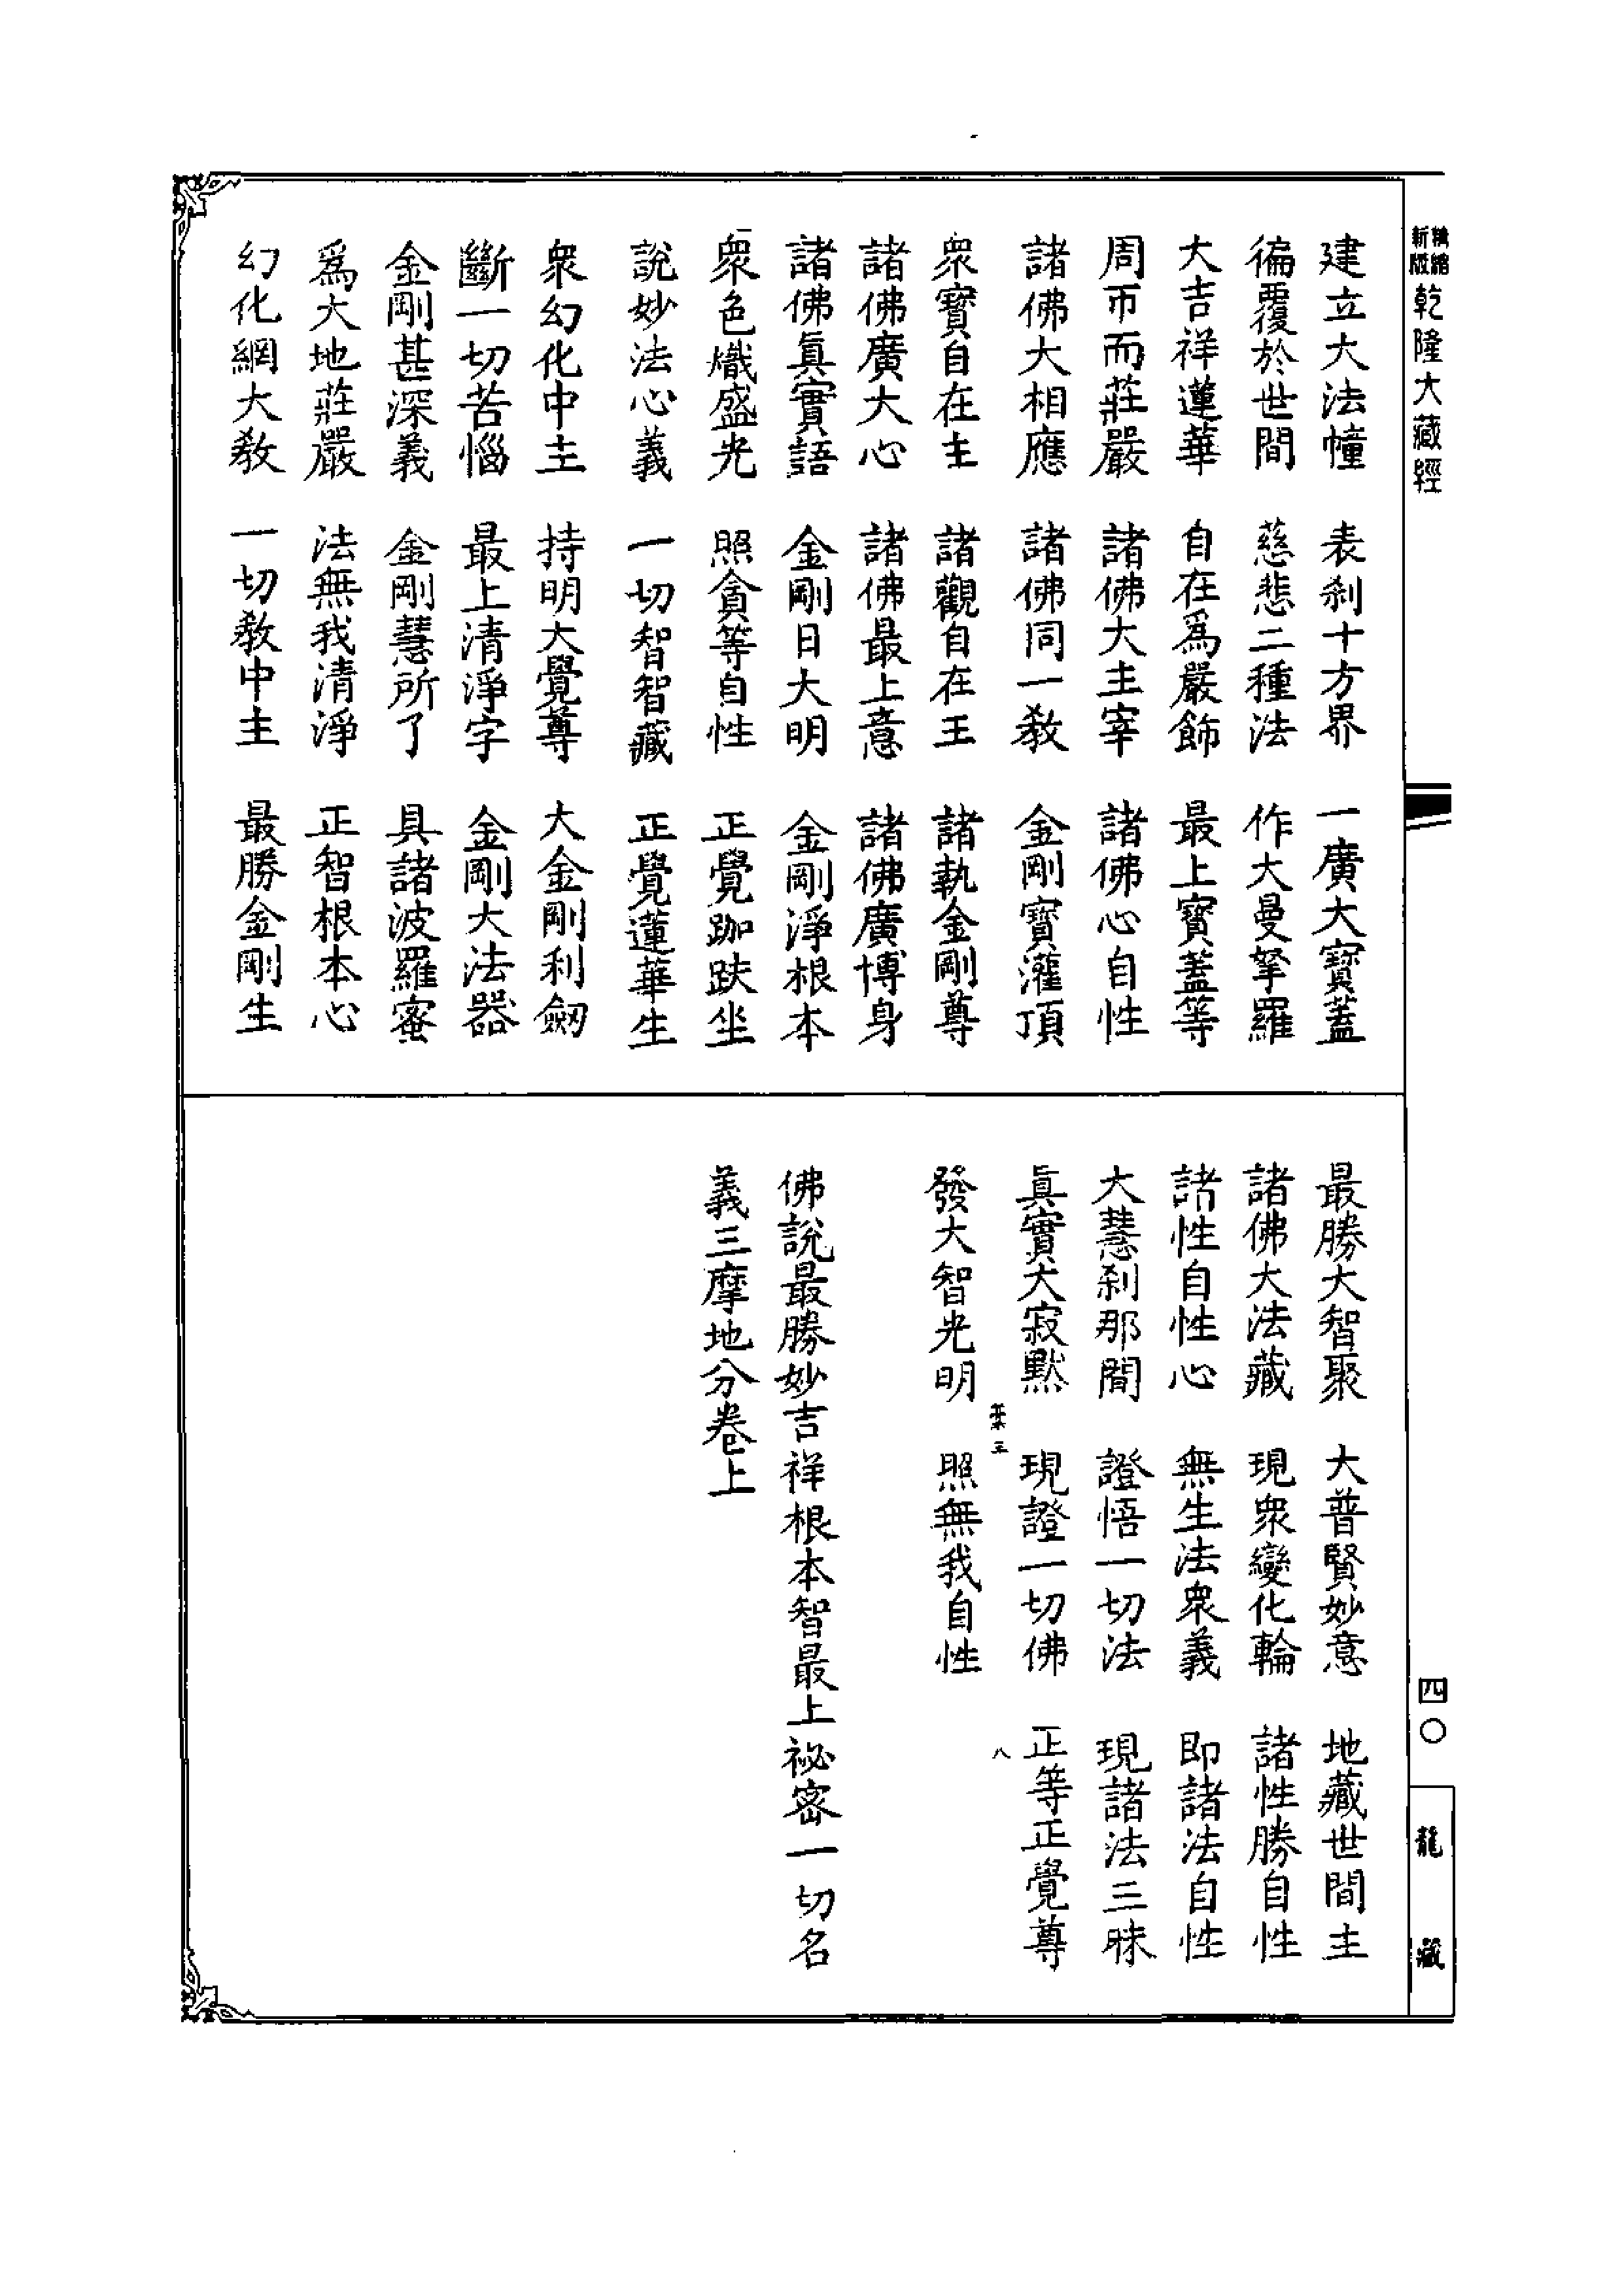 精縮新版乾隆大藏經
建立大法幢　表刹十方界　一廣大寶蓋
徧覆於世間　慈悲二種法　作大曼拏羅
大吉祥蓮華　自在爲嚴飾　最上寶蓋等
周帀而莊嚴　諸佛大主宰　諸佛心自性
諸佛大相應　諸佛同一教　金剛寶灌頂
衆寶自在主　諸觀自在王　諸執金剛尊
諸佛廣大心　諸佛最上意　諸佛廣博身
諸佛眞實語　金剛日大明　金剛淨根本
衆色熾盛光　照貪等自性　正覺跏趺坐
說妙法心義　一切智智藏　正覺蓮華生
衆幻化中主　持明大覺尊　大金剛利劒
斷一切苦惱　最上清淨字　金剛大法器
金剛甚深義　金剛慧所了　具諸波羅蜜
爲大地莊嚴　法無我清淨　正智根本心
幻化網大教　一切教中主　最勝金剛生
最勝大智聚　大普賢妙意　地藏世間主
諸佛大法藏　現衆變化輪　諸性勝自性
諸性自性心　無生法衆義　即諸法自性
大慧刹那間　證悟一切法　現諸法三昧
眞實大寂默　現證一切佛　正等正覺尊
三　八
發大智光明　照無我自性
佛說最勝妙吉祥根本智最上祕密一切名
義三摩地分卷上
四〇
龍藏